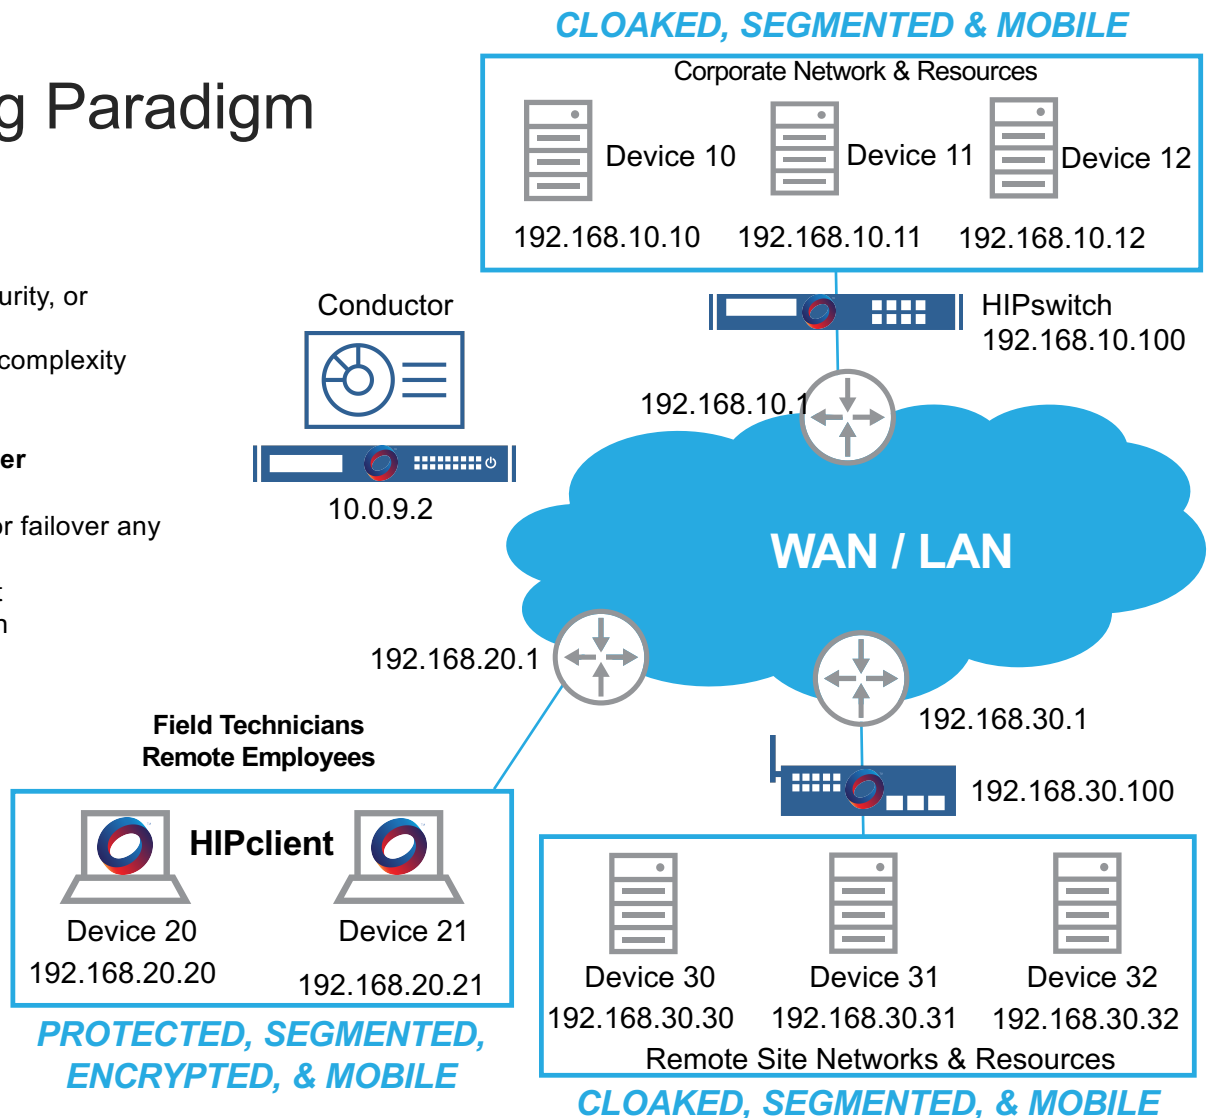 CLOAKED, SEGMENTED & MOBILE
g Paradigm
Corporate Network & Resources
Device 10
Device 11
Device 12
192.168.10.10
192.168.10.11
192.168.10.12
urity, or
complexity
er
or failover any
t
n
Conductor
10.0.9.2
HIPswitch
192.168.10.100
192.168.10.1
WAN / LAN
192.168.20.1
192.168.30.1
192.168.30.100
Field Technicians
Remote Employees
HIPclient
Device 20
Device 21
192.168.20.20
192.168.20.21
PROTECTED, SEGMENTED,
ENCRYPTED, & MOBILE
Device 30
Device 31
Device 32
192.168.30.30
192.168.30.31
192.168.30.32
Remote Site Networks & Resources
CLOAKED, SEGMENTED, & MOBILE